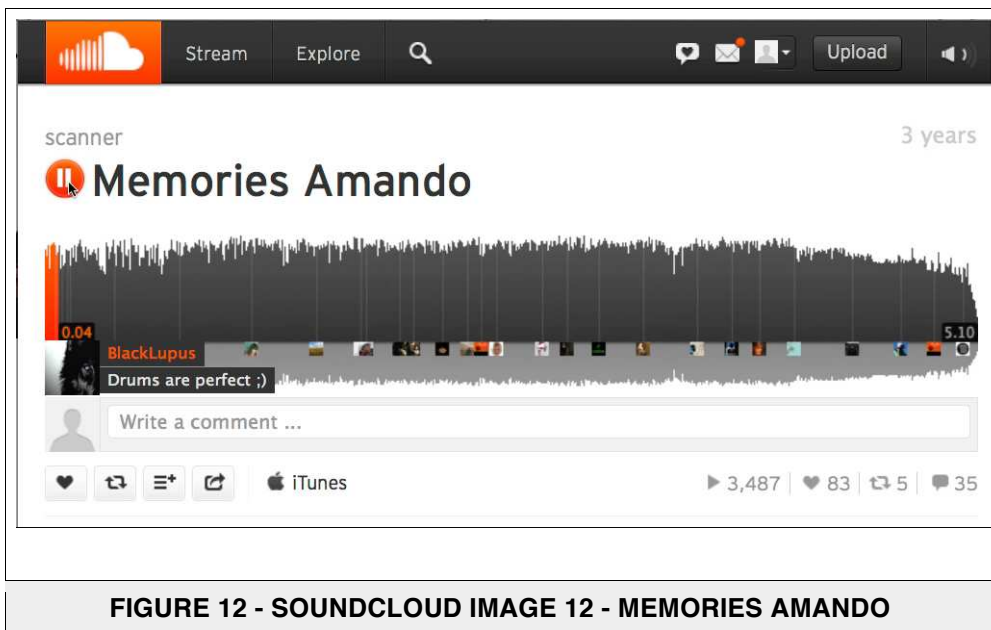 Stream Explore Upload
scanner 3 years
Memories Amando
0.04 5.10
BlackLupus
Drums are perfect ;)
Write a comment ...
iTunes 3,487 83 5 35
FIGURE 12 - SOUNDCLOUD IMAGE 12 - MEMORIES AMANDO